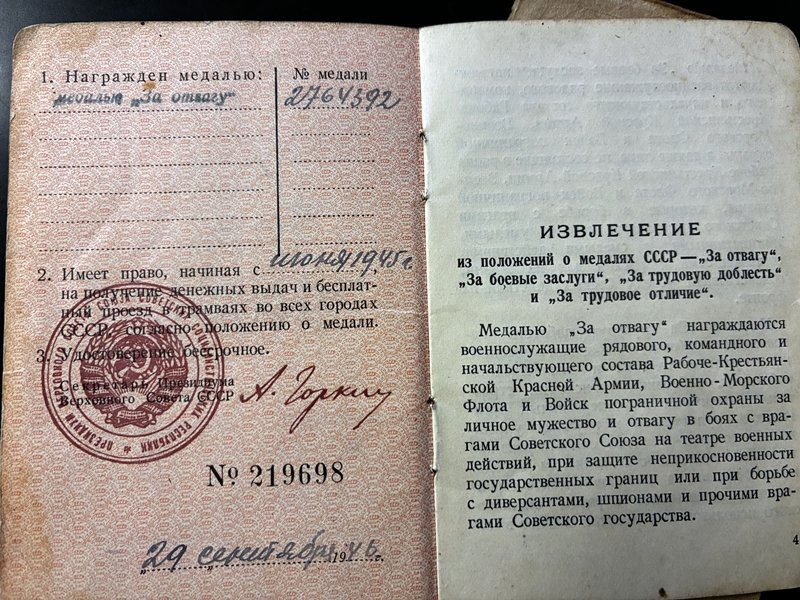 1. Награжден медалью:
№ медали
медалью „За отвагу"
2764392
2. Имеет право, начиная с июня 1945 г.
на получение денежных выдач и бесплат-
ный проезд в трамваях во всех городах
СССР, согласно положению о медали.
3. Удостоверение бессрочное.
Секретарь Президиума
Верховного Совета СССР
А. Горкин
№ 219698
29 сентября 1946 г.
ИЗВЛЕЧЕНИЕ
из положений о медалях СССР—„За отвагу",
„За боевые заслуги", „За трудовую доблесть"
и „За трудовое отличие".
Медалью „За отвагу" награждаются
военнослужащие рядового, командного и
начальствующего состава Рабоче-Крестьян-
ской Красной Армии, Военно-Морского
Флота и Войск пограничной охраны за
личное мужество и отвагу в боях с вра-
гами Советского Союза на театре военных
действий, при защите неприкосновенности
государственных границ или при борьбе
с диверсантами, шпионами и прочими вра-
гами Советского государства.
4